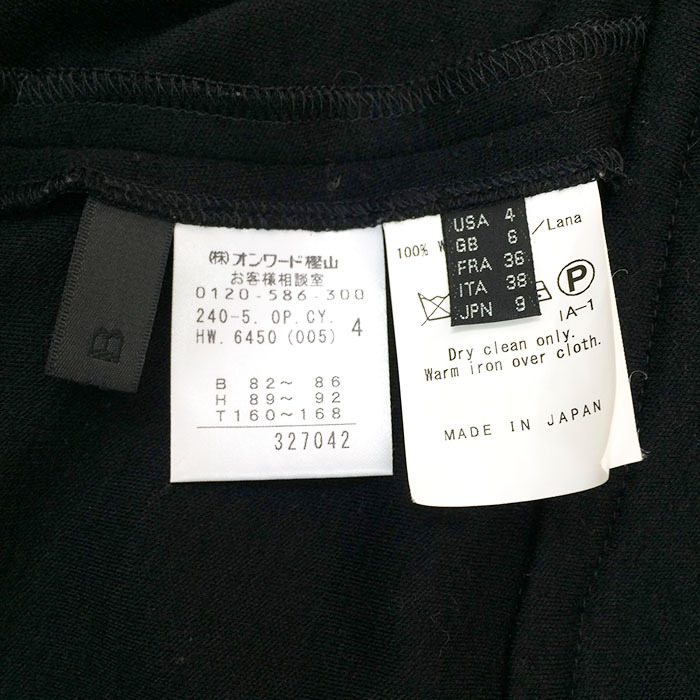 B
(株)オンワード樫山
お客様相談室
0120-586-300
240-5. OP. CY. 4
HW. 6450 (005)
B 82～ 86
H 89～ 92
T160～168
327042
USA 4
GB 6
FRA 36
ITA 38
JPN 9
100% W /Lana
P
IA-1
Dry clean only.
Warm iron over cloth.
MADE IN JAPAN